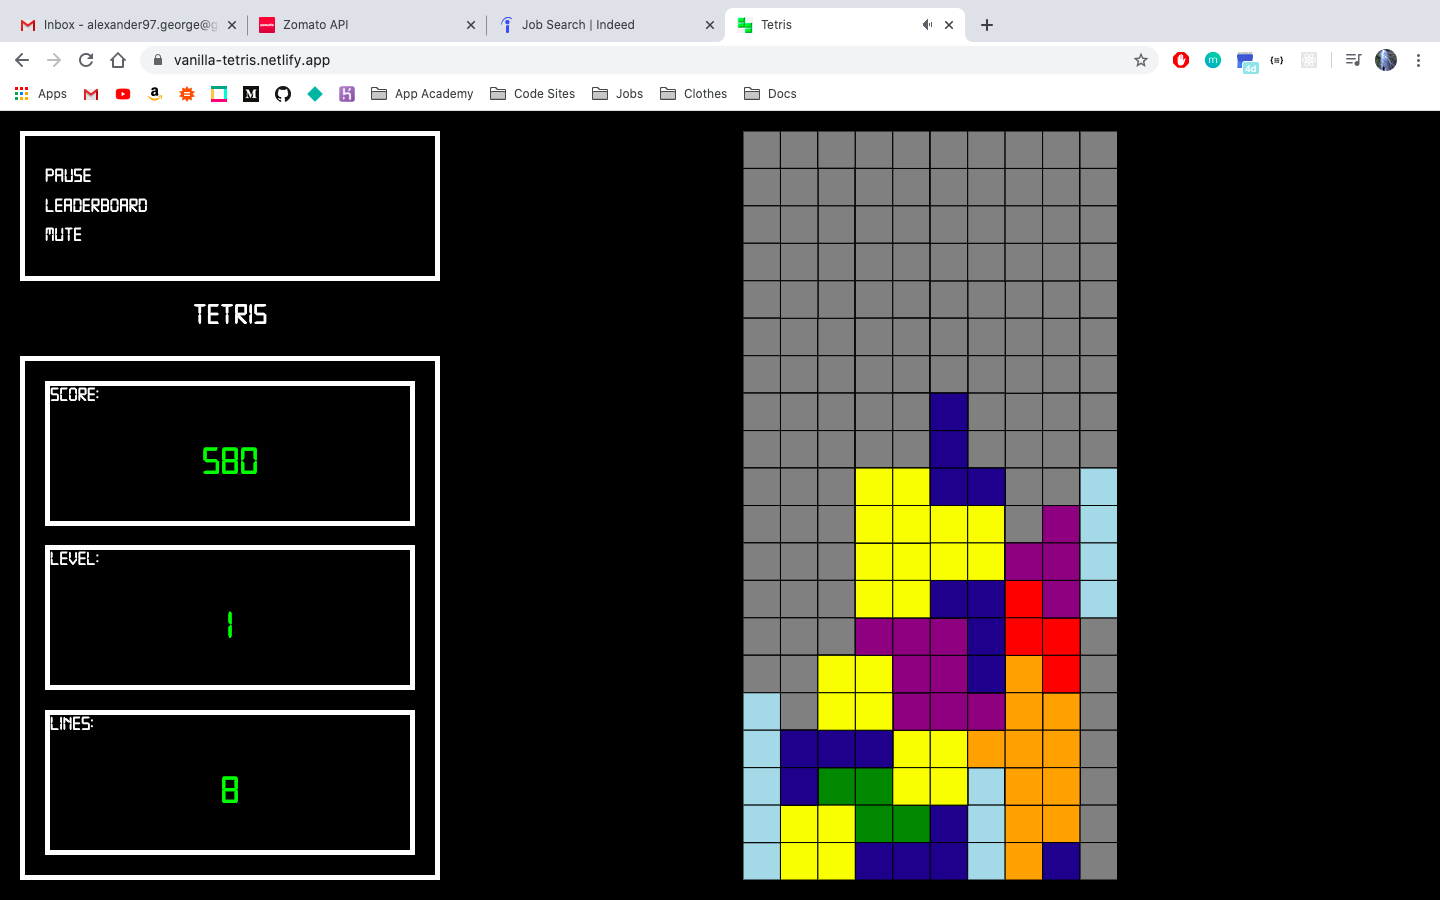 Inbox - alexander97.george@g
Zomato API
Job Search | Indeed
Tetris
vanilla-tetris.netlify.app
4d
Apps
App Academy
Code Sites
Jobs
Clothes
Docs
PAUSE
LEADERBOARD
MUTE
TETRIS
SCORE:
580
LEVEL:
1
LINES:
8